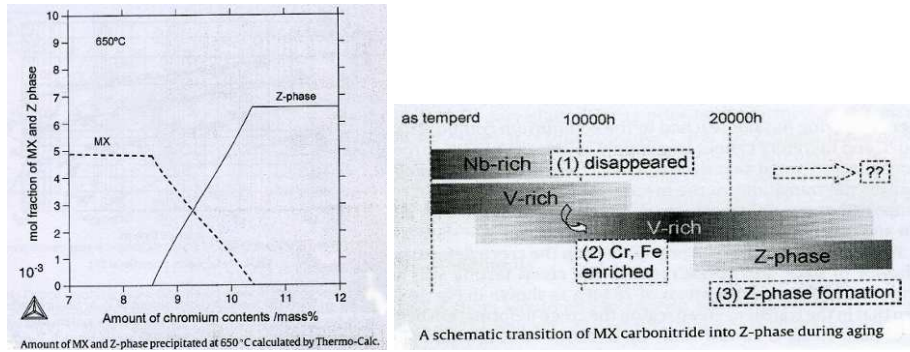 10
9
8
7
6
5
4
3
2
1
0
10-3
mol fraction of MX and Z phase
650°C
Z-phase
MX
7 8 9 10 11 12
Amount of chromium contents /mass%
Amount of MX and Z-phase precipitated at 650 °C calculated by Thermo-Calc.
as temperd 10000h 20000h
Nb-rich (1) disappeared
??
V-rich
V-rich
(2) Cr, Fe
enriched
Z-phase
(3) Z-phase formation
A schematic transition of MX carbonitride into Z-phase during aging